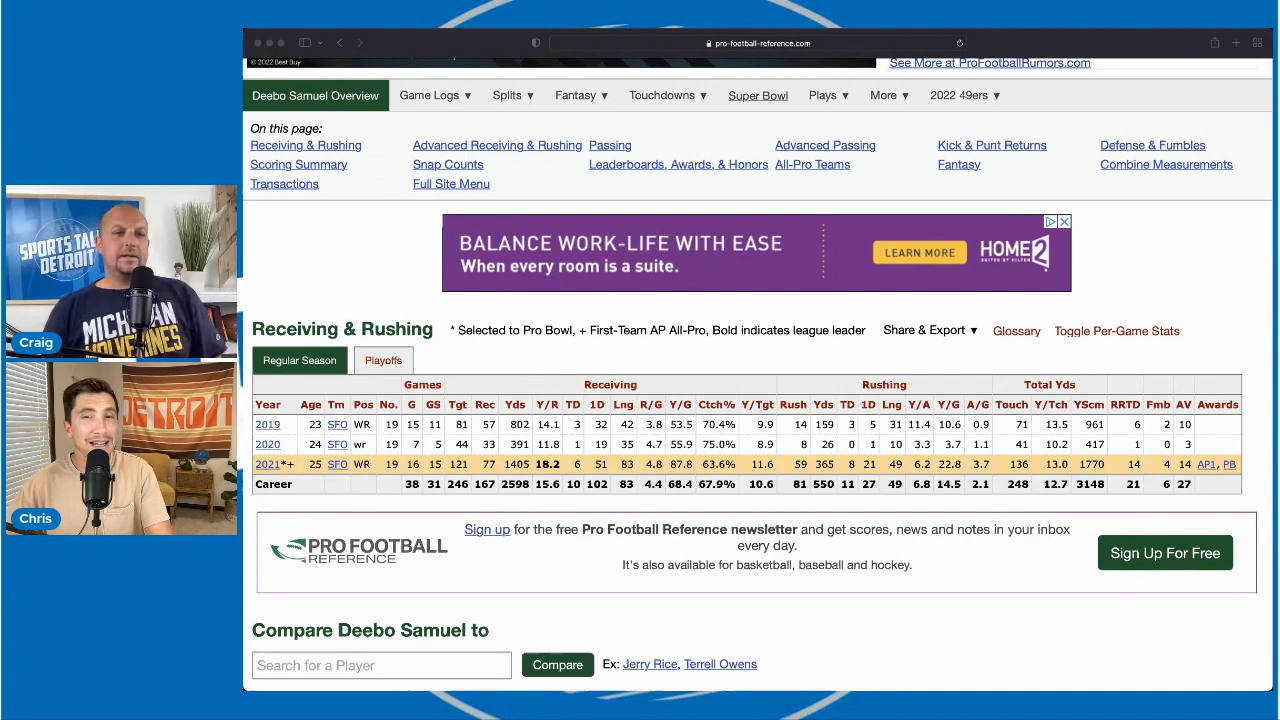 pro-football-reference.com
© 2022 Best Buy
See More at ProFootballRumors.com
Deebo Samuel Overview Game Logs ▼ Splits ▼ Fantasy ▼ Touchdowns ▼ Super Bowl Plays ▼ More ▼ 2022 49ers ▼
On this page:
Receiving & Rushing Advanced Receiving & Rushing Passing Advanced Passing Kick & Punt Returns Defense & Fumbles
Scoring Summary Snap Counts Leaderboards, Awards, & Honors All-Pro Teams Fantasy Combine Measurements
Transactions Full Site Menu
BALANCE WORK-LIFE WITH EASE
When every room is a suite.
LEARN MORE
HOME2
SUITES BY HILTON
SPORTS TALK
DETROIT
MICHIGAN
WOLVERINES
Craig
DETROIT
Chris
Receiving & Rushing * Selected to Pro Bowl, + First-Team AP All-Pro, Bold indicates league leader Share & Export ▼ Glossary Toggle Per-Game Stats
Regular Season Playoffs
Games Receiving Rushing Total Yds
Year Age Tm Pos No. G GS Tgt Rec Yds Y/R TD 1D Lng R/G Y/G Ctch% Y/Tgt Rush Yds TD 1D Lng Y/A Y/G A/G Touch Y/Tch YScm RRTD Fmb AV Awards
2019 23 SFO WR 19 15 11 81 57 802 14.1 3 32 42 3.8 53.5 70.4% 9.9 14 159 3 5 31 11.4 10.6 0.9 71 13.5 961 6 2 10
2020 24 SFO wr 19 7 5 44 33 391 11.8 1 19 35 4.7 55.9 75.0% 8.9 8 26 0 1 10 3.3 3.7 1.1 41 10.2 417 1 0 3
2021*+ 25 SFO WR 19 16 15 121 77 1405 18.2 6 51 83 4.8 87.8 63.6% 11.6 59 365 8 21 49 6.2 22.8 3.7 136 13.0 1770 14 4 14 AP1, PB
Career 38 31 246 167 2598 15.6 10 102 83 4.4 68.4 67.9% 10.6 81 550 11 27 49 6.8 14.5 2.1 248 12.7 3148 21 6 27
PRO FOOTBALL
REFERENCE
Sign up for the free Pro Football Reference newsletter and get scores, news and notes in your inbox
every day.
It's also available for basketball, baseball and hockey.
Sign Up For Free
Compare Deebo Samuel to
Search for a Player Compare Ex: Jerry Rice, Terrell Owens